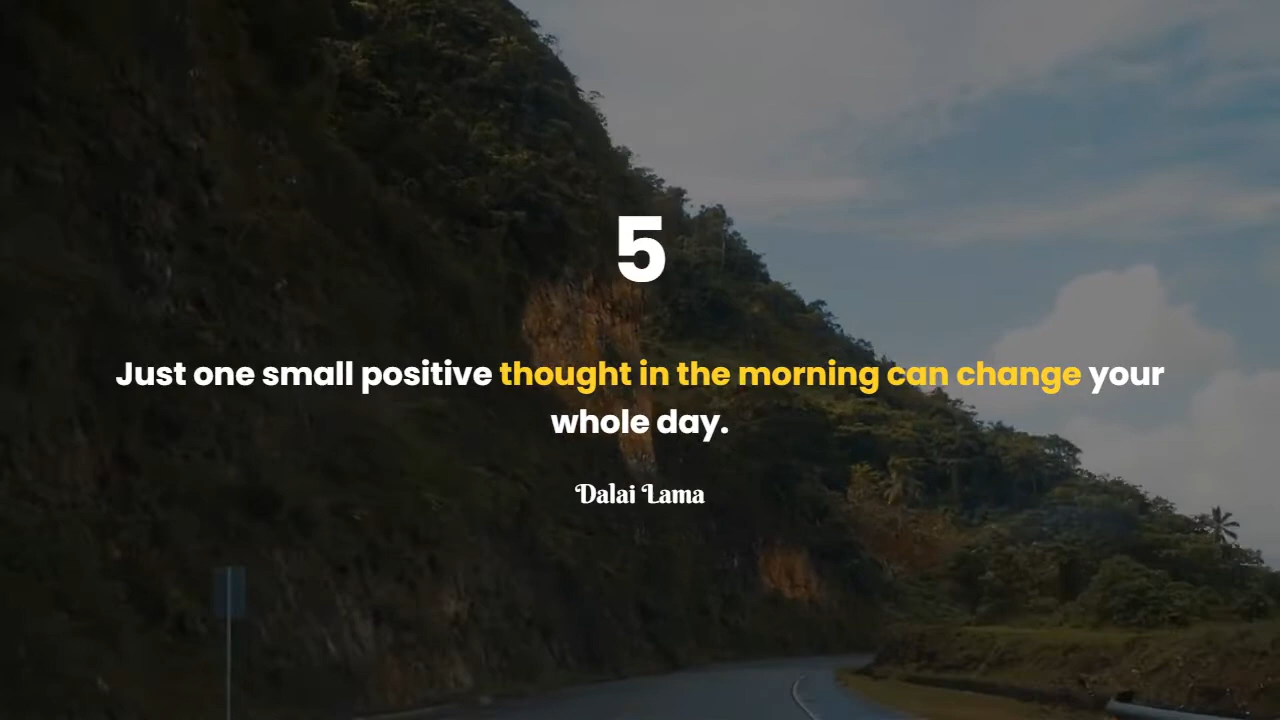 5
Just one small positive thought in the morning can change your
whole day.
Dalai Lama